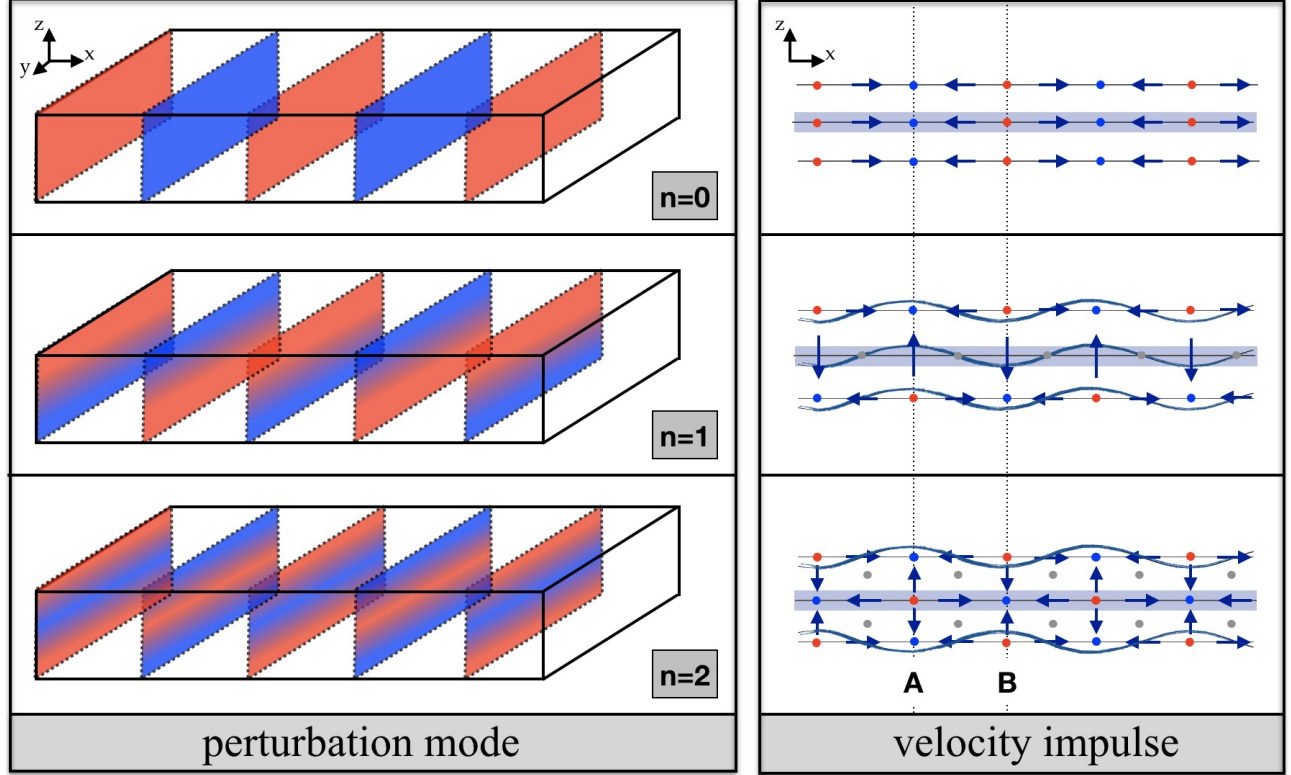 z
x
y
n=0
n=1
n=2
perturbation mode
z
x
A
B
velocity impulse